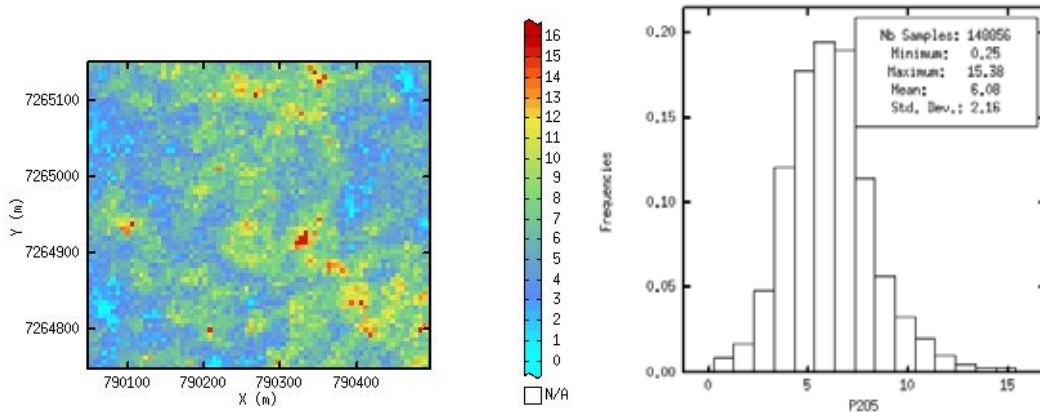 7265100
7265000
7264900
7264800
Y (m)
790100 790200 790300 790400
X (m)
16
15
14
13
12
11
10
9
8
7
6
5
4
3
2
1
0
N/A
0.20
0.15
0.10
0.05
0.00
Frequencies
Nb Samples: 148856
Minimum: 0.25
Maximum: 15.38
Mean: 6.08
Std. Dev.: 2.16
0 5 10 15
P2O5